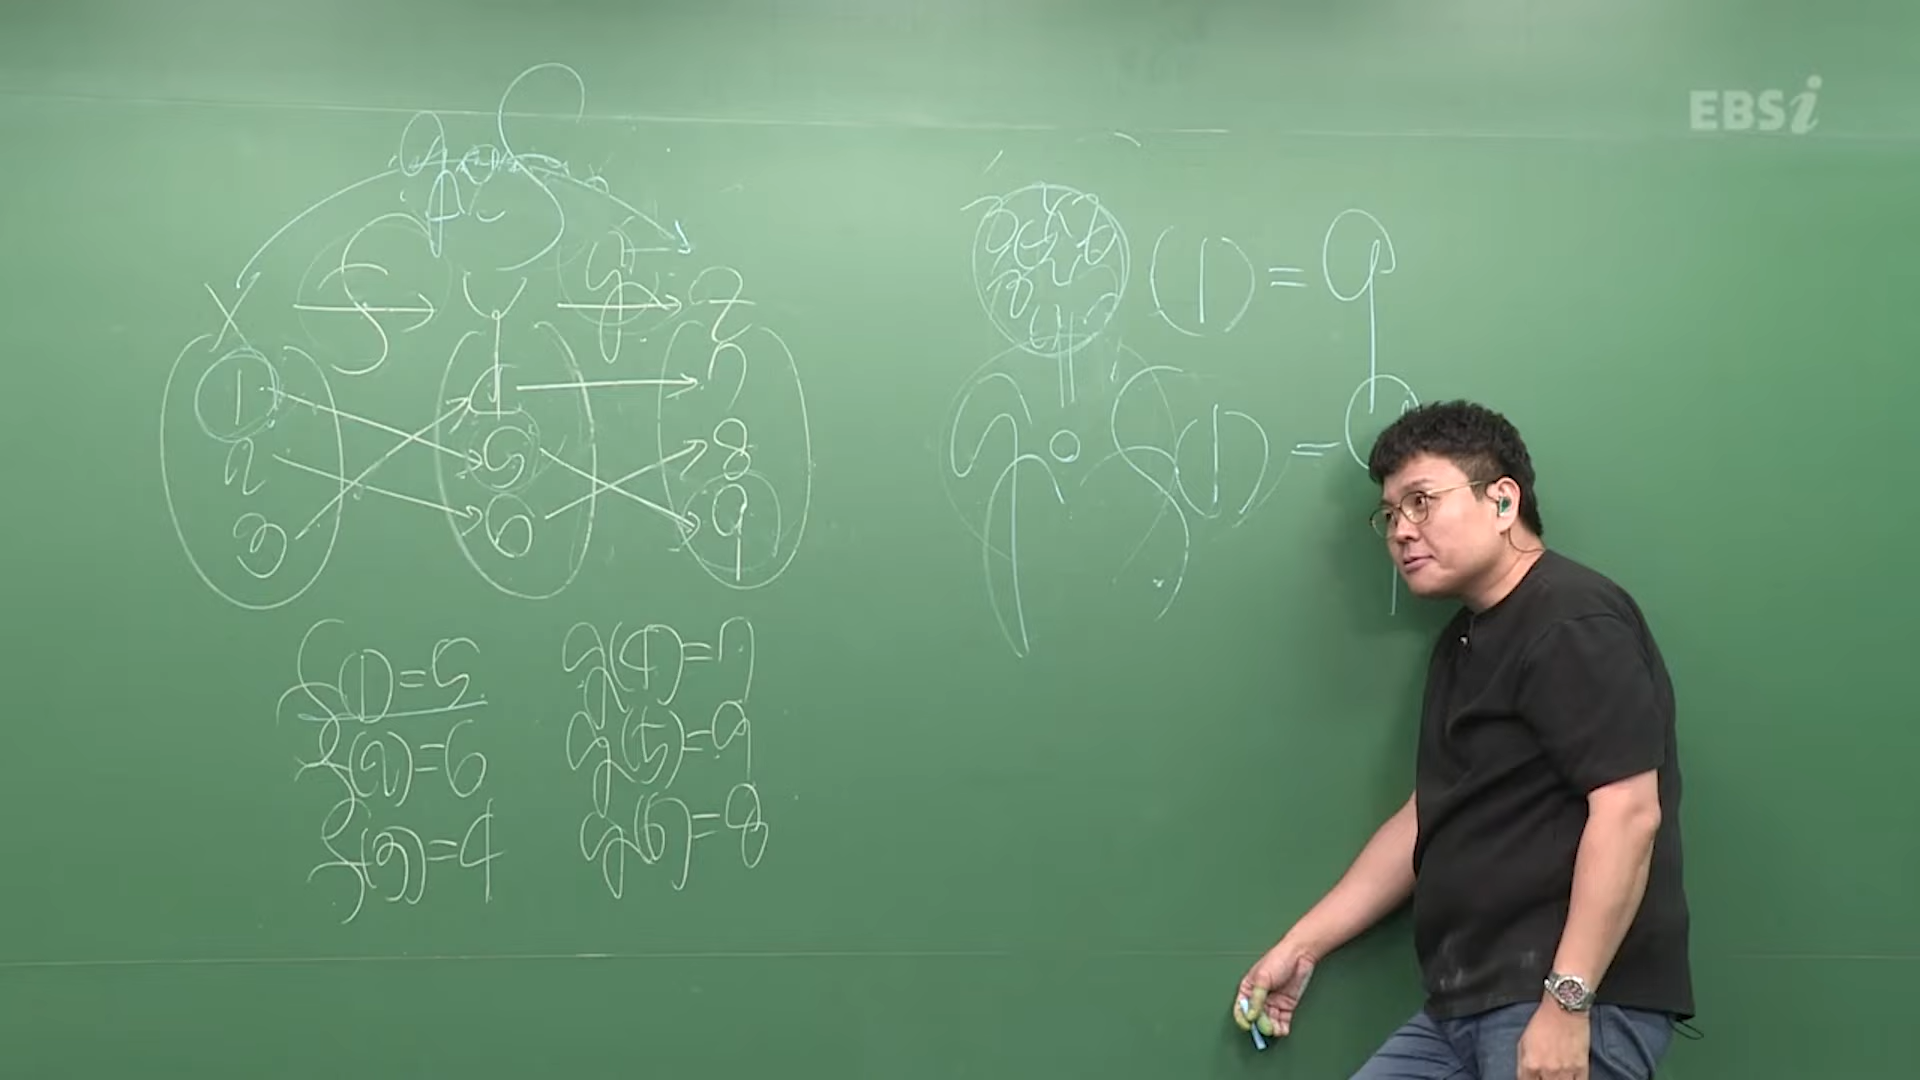 EBSi
g∘f
X f Y g Z
1 4 7
2 5 8
3 6 9
f(1)=5 g(4)=7
f(2)=6 g(5)=9
f(3)=4 g(6)=8
(1)=9
g∘f(1)=9